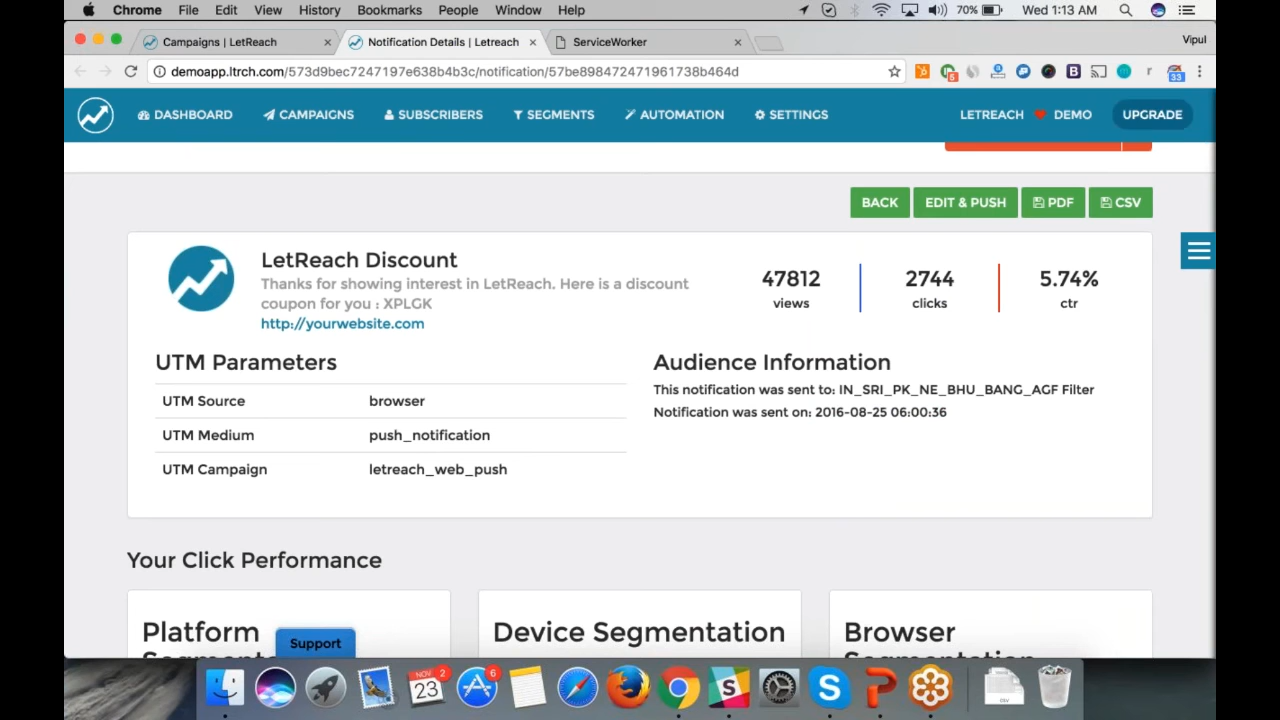 Chrome File Edit View History Bookmarks People Window Help 70% Wed 1:13 AM
Campaigns | LetReach Notification Details | Letreach ServiceWorker Vipul
demoapp.ltrch.com/573d9bec7247197e638b4b3c/notification/57be898472471961738b464d
DASHBOARD CAMPAIGNS SUBSCRIBERS SEGMENTS AUTOMATION SETTINGS LETREACH DEMO UPGRADE
BACK EDIT & PUSH PDF CSV
LetReach Discount
Thanks for showing interest in LetReach. Here is a discount
coupon for you : XPLGK
http://yourwebsite.com
47812 2744 5.74%
views clicks ctr
UTM Parameters
UTM Source browser
UTM Medium push_notification
UTM Campaign letreach_web_push
Audience Information
This notification was sent to: IN_SRI_PK_NE_BHU_BANG_AGF Filter
Notification was sent on: 2016-08-25 06:00:36
Your Click Performance
Platform
Device Segmentation
Browser
Segmentation
Support
NOV 2
23
6